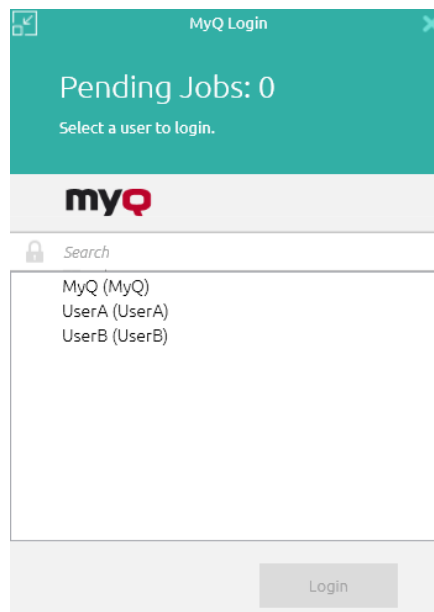 MyQ Login
Pending Jobs: 0
Select a user to login.
myQ
Search
MyQ (MyQ)
UserA (UserA)
UserB (UserB)
Login